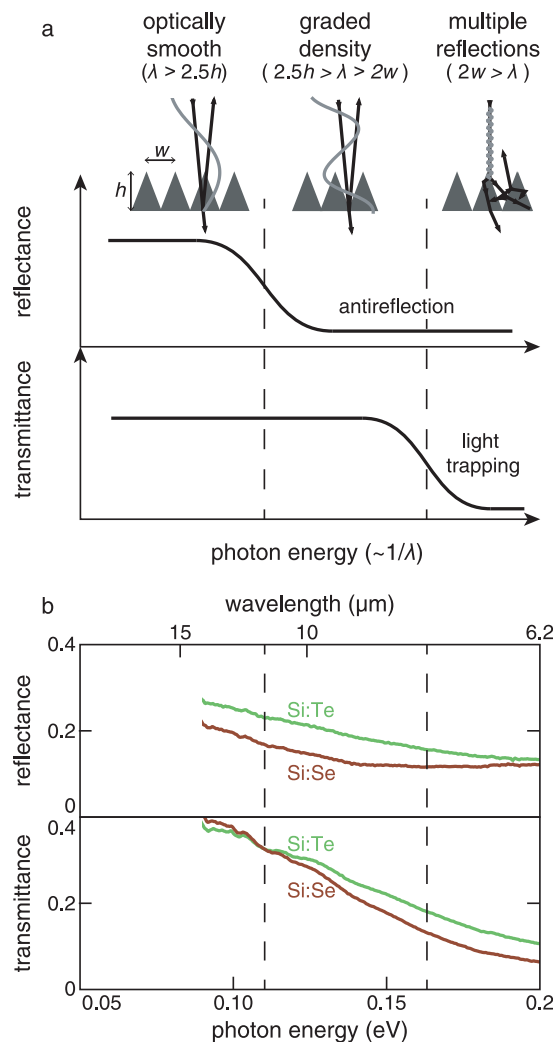 a
optically smooth (λ > 2.5h)
graded density ( 2.5h > λ > 2w )
multiple reflections ( 2w > λ )
w
h
reflectance
antireflection
transmittance
light trapping
photon energy (~1/λ)
b
wavelength (µm)
15 10 6.2
0.4
0.2
0
reflectance
Si:Te
Si:Se
0.4
0.2
0
transmittance
Si:Te
Si:Se
0.05 0.10 0.15 0.2
photon energy (eV)